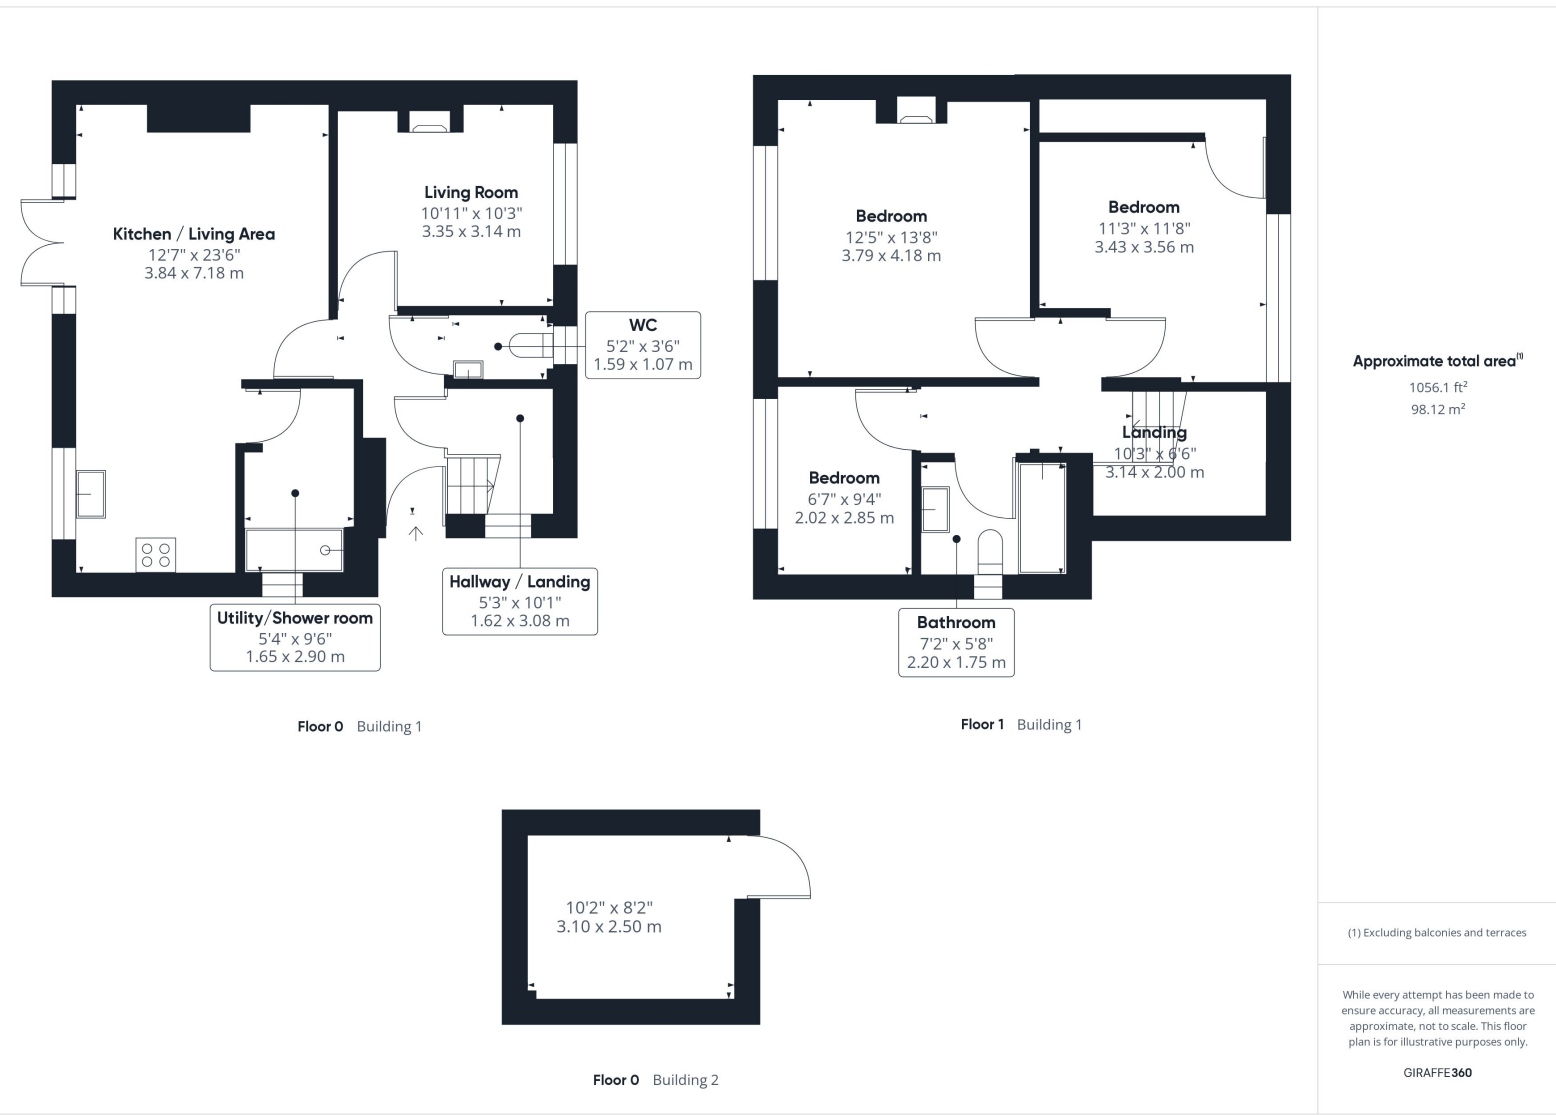 Kitchen / Living Area
12'7" x 23'6"
3.84 x 7.18 m
Living Room
10'11" x 10'3"
3.35 x 3.14 m
WC
5'2" x 3'6"
1.59 x 1.07 m
Hallway / Landing
5'3" x 10'1"
1.62 x 3.08 m
Utility/Shower room
5'4" x 9'6"
1.65 x 2.90 m
Floor 0 Building 1
Bedroom
12'5" x 13'8"
3.79 x 4.18 m
Bedroom
11'3" x 11'8"
3.43 x 3.56 m
Landing
10'3" x 6'6"
3.14 x 2.00 m
Bedroom
6'7" x 9'4"
2.02 x 2.85 m
Bathroom
7'2" x 5'8"
2.20 x 1.75 m
Floor 1 Building 1
10'2" x 8'2"
3.10 x 2.50 m
Floor 0 Building 2
Approximate total area(1)
1056.1 ft²
98.12 m²
(1) Excluding balconies and terraces
While every attempt has been made to
ensure accuracy, all measurements are
approximate, not to scale. This floor
plan is for illustrative purposes only.
GIRAFFE360